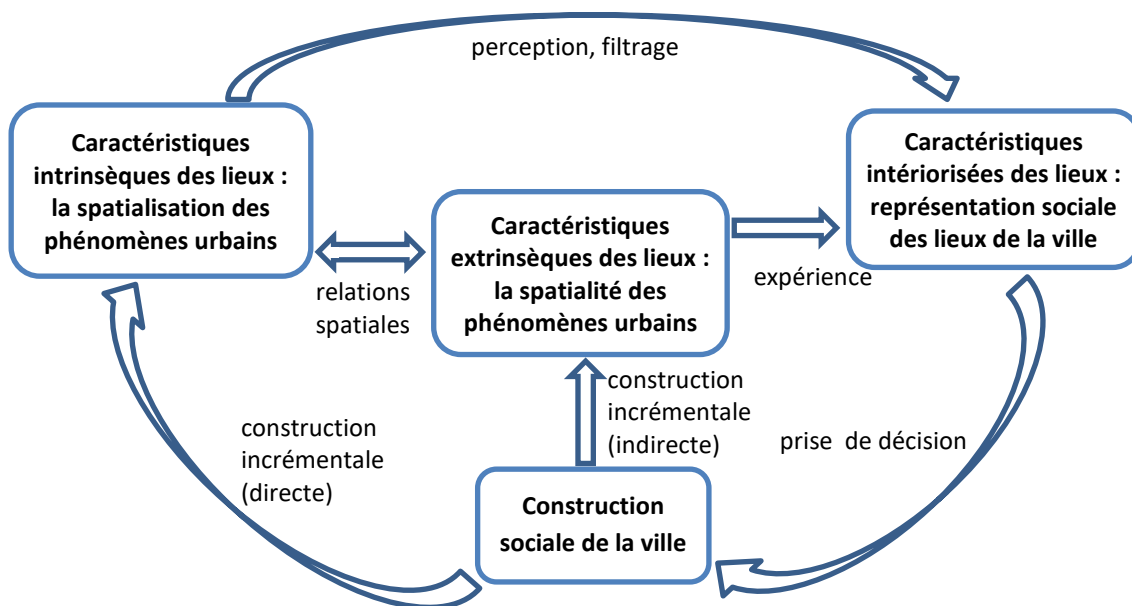 perception, filtrage
Caractéristiques
intrinsèques des lieux :
la spatialisation des
phénomènes urbains
Caractéristiques
intériorisées des lieux :
représentation sociale
des lieux de la ville
Caractéristiques
extrinsèques des lieux :
la spatialité des
phénomènes urbains
relations
spatiales
expérience
construction
incrémentale
(directe)
construction
incrémentale
(indirecte)
prise de décision
Construction
sociale de la ville